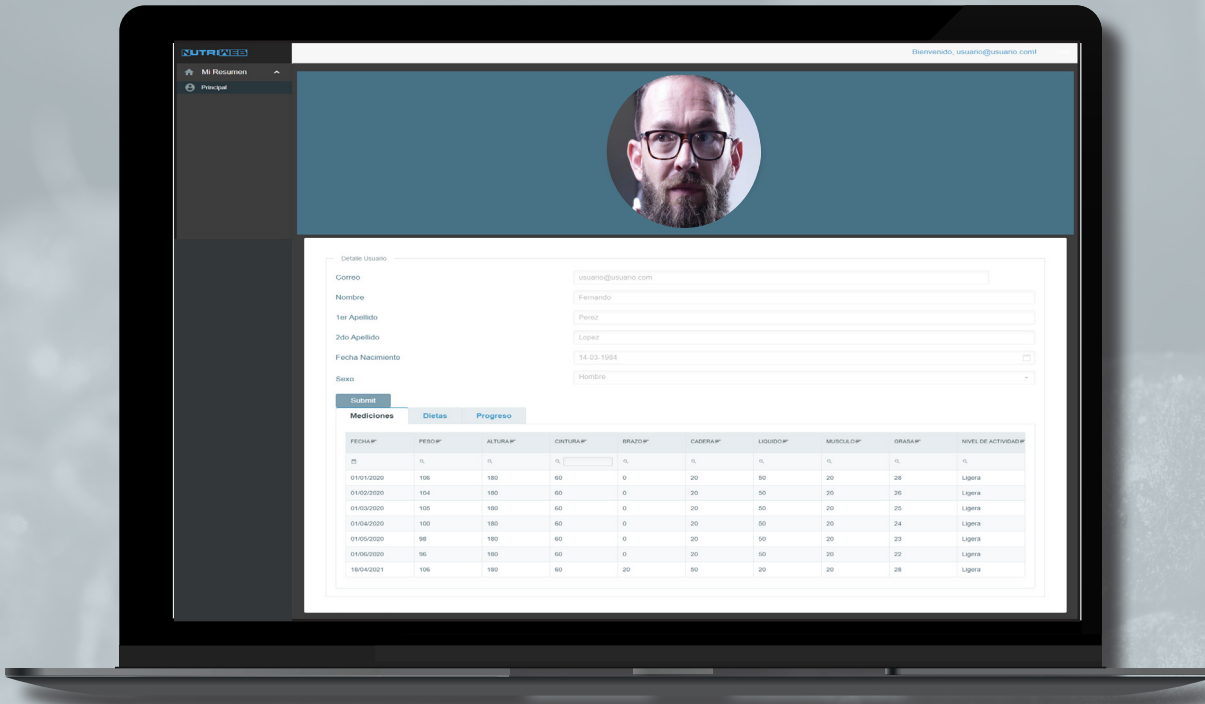 NUTRIWEB
Bienvenido, usuario@usuario.com!
Mi Resumen
Principal
Detalle Usuario
Correo usuario@usuario.com
Nombre Fernando
1er Apellido Perez
2do Apellido Lopez
Fecha Nacimiento 14-03-1984
Sexo Hombre
Submit
Mediciones Dietas Progreso
FECHA PESO ALTURA CINTURA BRAZO CADERA LIQUIDO MUSCULO GRASA NIVEL DE ACTIVIDAD
01/01/2020 106 180 60 0 20 50 20 28 Ligera
01/02/2020 104 180 60 0 20 50 20 26 Ligera
01/03/2020 105 180 60 0 20 50 20 25 Ligera
01/04/2020 100 180 60 0 20 50 20 24 Ligera
01/05/2020 98 180 60 0 20 50 20 23 Ligera
01/06/2020 96 180 60 0 20 50 20 22 Ligera
18/04/2021 106 180 60 20 50 20 20 28 Ligera